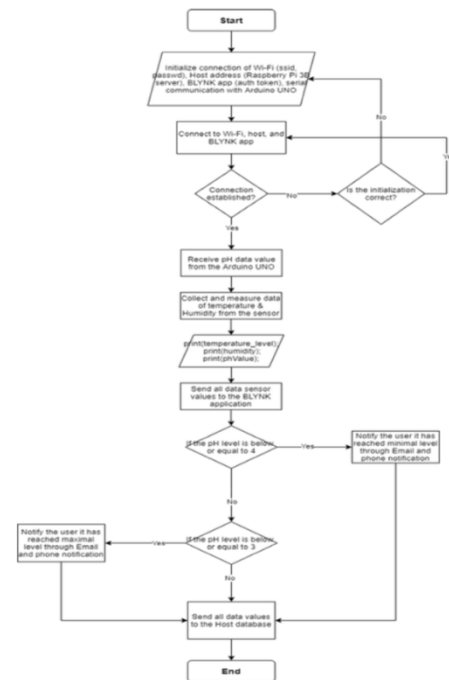 Start
Initialize connection of Wi-Fi (ssid,
passwd), Host address (Raspberry Pi 3B
server), BLYNK app (auth token), serial
communication with Arduino UNO
No
Connect to Wi-Fi, host, and
BLYNK app
Connection
established?
No
Is the initialization
correct?
Yes
Receive pH data value
from the Arduino UNO
Collect and measure data
of temperature &
Humidity from the sensor
print(temperature_level);
print(humidity);
print(phValue);
Send all data sensor
values to the BLYNK
application
If the pH level is below
or equal to 4
Yes
Notify the user it has
reached minimal level
through Email and
phone notification
No
Notify the user it has
reached maximal
level through Email
and phone notification
Yes
If the pH level is below
or equal to 3
No
Send all data values
to the Host database
End